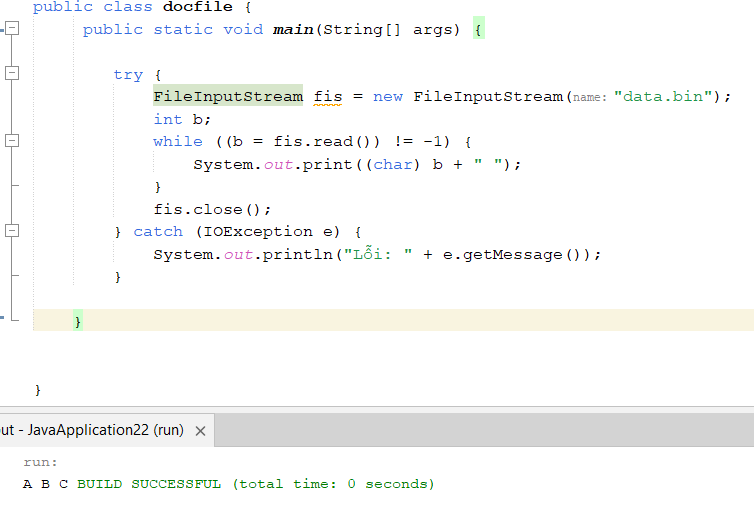 public class docfile {
public static void main(String[] args) {
try {
FileInputStream fis = new FileInputStream(name: "data.bin");
int b;
while ((b = fis.read()) != -1) {
System.out.print((char) b + " ");
}
fis.close();
} catch (IOException e) {
System.out.println("Lỗi: " + e.getMessage());
}
}
}
ut - JavaApplication22 (run) ×
run:
A B C BUILD SUCCESSFUL (total time: 0 seconds)